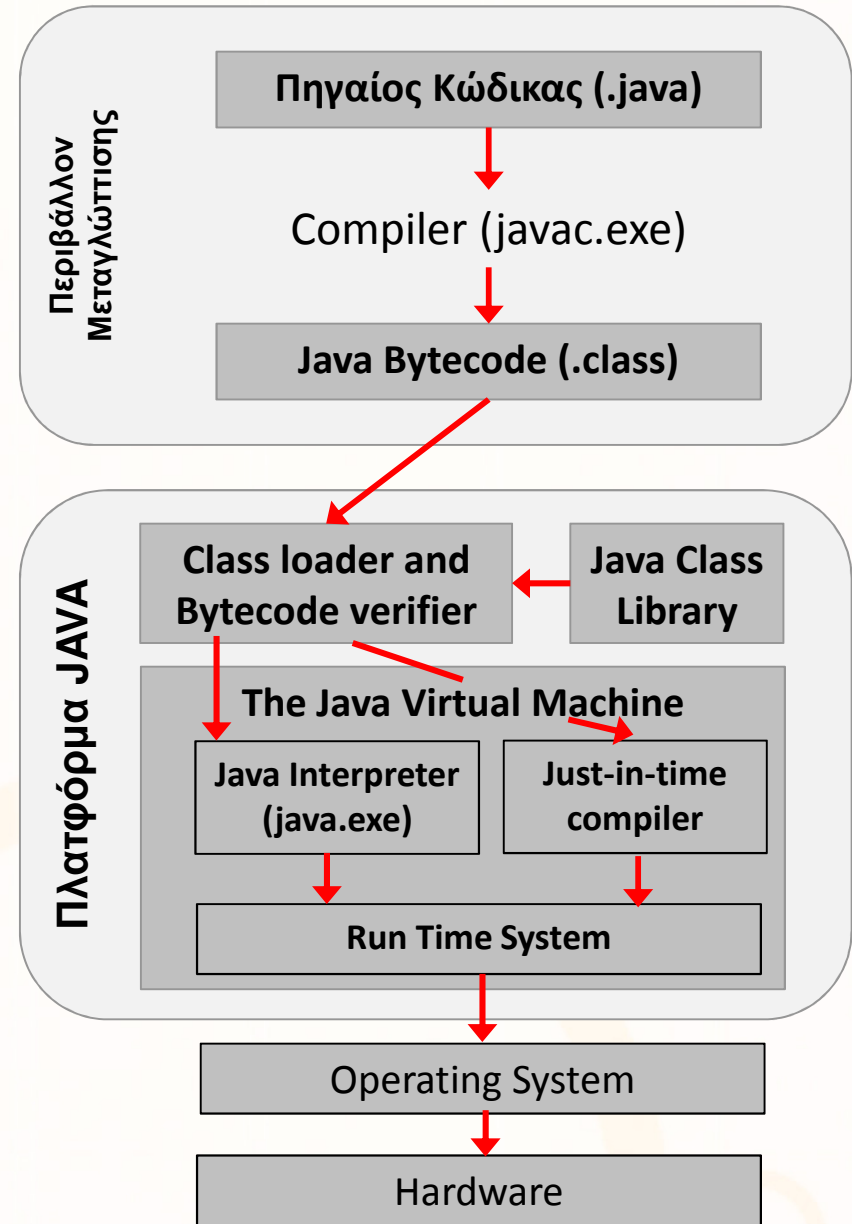 Πηγαίος Κώδικας (.java)
Περιβάλλον
Μεταγλώττισης
Compiler (javac.exe)
Java Bytecode (.class)
Πλατφόρμα JAVA
Class loader and
Bytecode verifier
Java Class
Library
The Java Virtual Machine
Java Interpreter
(java.exe)
Just-in-time
compiler
Run Time System
Operating System
Hardware